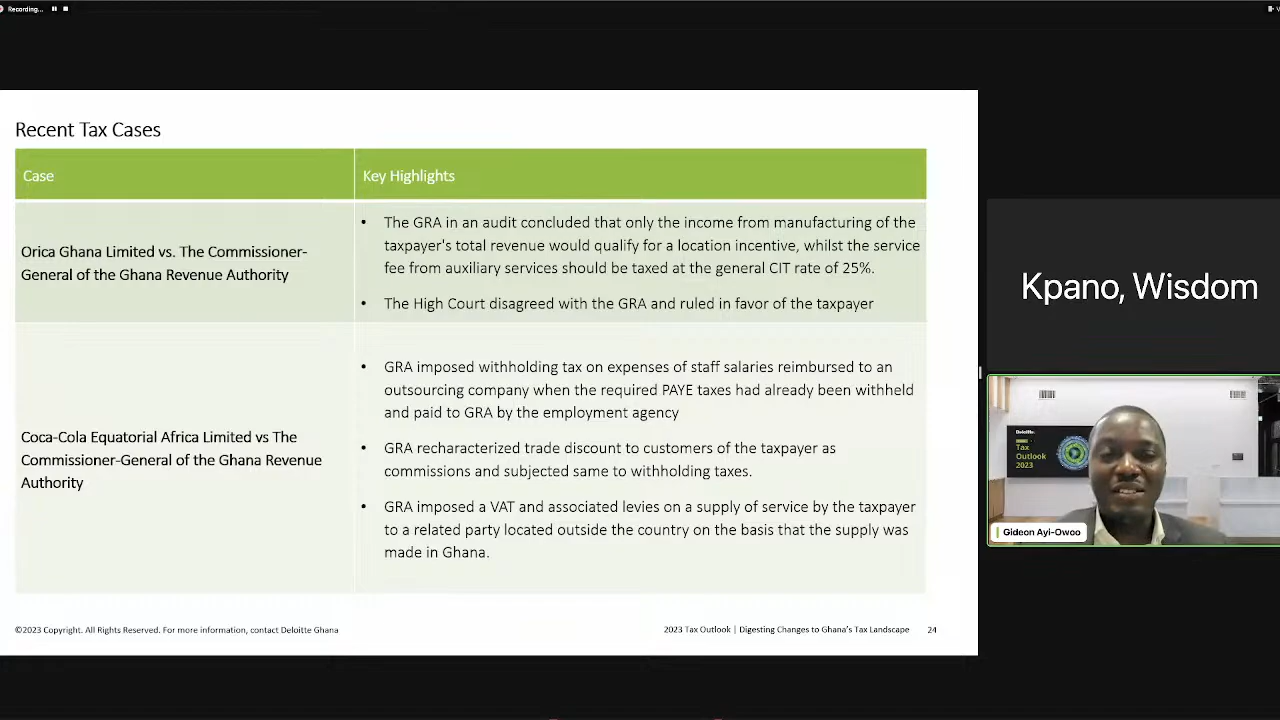 Recording...
Recent Tax Cases
Case
Key Highlights
Orica Ghana Limited vs. The Commissioner-
General of the Ghana Revenue Authority
• The GRA in an audit concluded that only the income from manufacturing of the
taxpayer's total revenue would qualify for a location incentive, whilst the service
fee from auxiliary services should be taxed at the general CIT rate of 25%.
• The High Court disagreed with the GRA and ruled in favor of the taxpayer
Coca-Cola Equatorial Africa Limited vs The
Commissioner-General of the Ghana Revenue
Authority
• GRA imposed withholding tax on expenses of staff salaries reimbursed to an
outsourcing company when the required PAYE taxes had already been withheld
and paid to GRA by the employment agency
• GRA recharacterized trade discount to customers of the taxpayer as
commissions and subjected same to withholding taxes.
• GRA imposed a VAT and associated levies on a supply of service by the taxpayer
to a related party located outside the country on the basis that the supply was
made in Ghana.
©2023 Copyright. All Rights Reserved. For more information, contact Deloitte Ghana
2023 Tax Outlook | Digesting Changes to Ghana's Tax Landscape 24
Kpano, Wisdom
Deloitte.
Tax
Outlook
2023
Gideon Ayi-Owoo